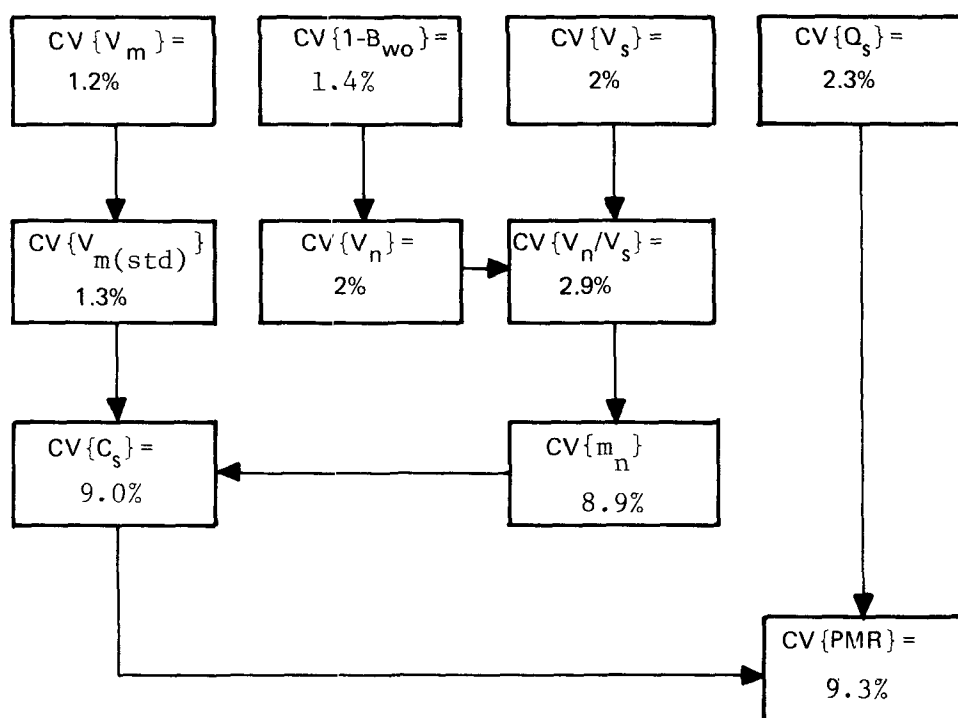 CV{V_m}=
1.2%
CV{1-B_wo}=
1.4%
CV{V_s}=
2%
CV{Q_s}=
2.3%
CV{V_m(std)}
1.3%
CV{V_n}=
2%
CV{V_n/V_s}=
2.9%
CV{C_s}=
9.0%
CV{m_n}
8.9%
CV{PMR}=
9.3%